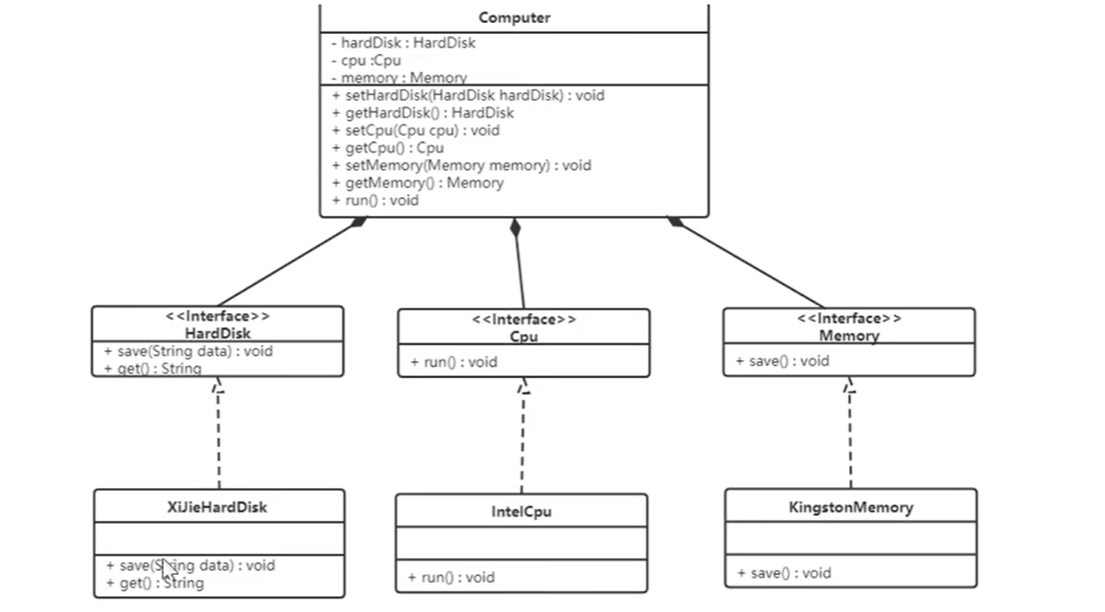 Computer
- hardDisk : HardDisk
- cpu :Cpu
- memory : Memory
+ setHardDisk(HardDisk hardDisk) : void
+ getHardDisk() : HardDisk
+ setCpu(Cpu cpu) : void
+ getCpu() : Cpu
+ setMemory(Memory memory) : void
+ getMemory() : Memory
+ run() : void
<<Interface>>
HardDisk
+ save(String data) : void
+ get() : String
<<Interface>>
Cpu
+ run() : void
<<Interface>>
Memory
+ save() : void
XiJieHardDisk
+ save(String data) : void
+ get() : String
IntelCpu
+ run() : void
KingstonMemory
+ save() : void